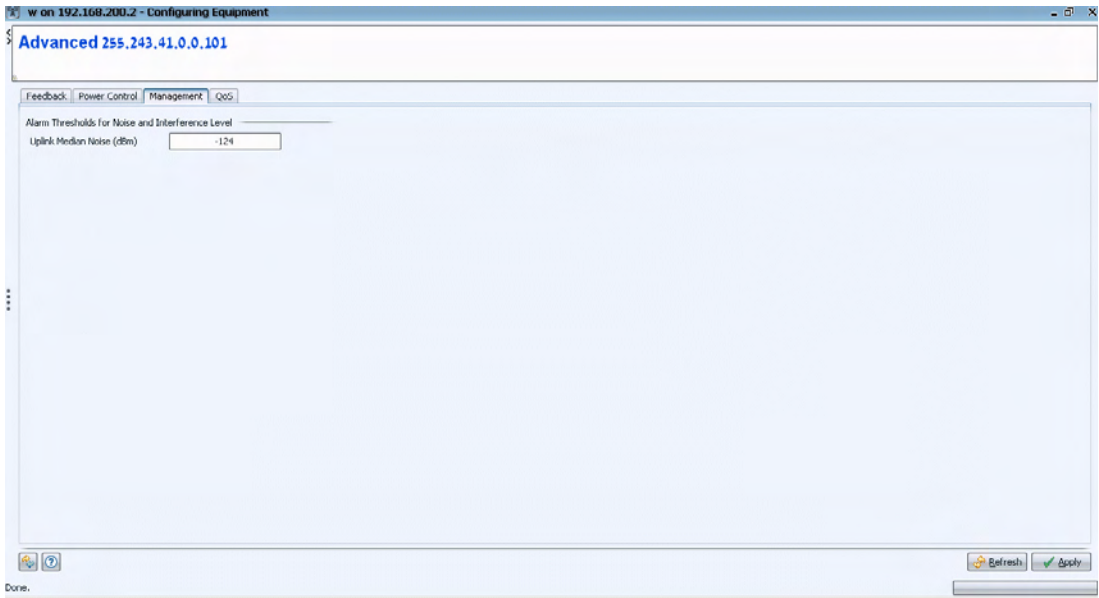 w on 192.168.200.2 - Configuring Equipment
Advanced 255.243.41.0.0.101
Feedback Power Control Management QoS
Alarm Thresholds for Noise and Interference Level
Uplink Median Noise (dBm) -124
Refresh Apply
Done.